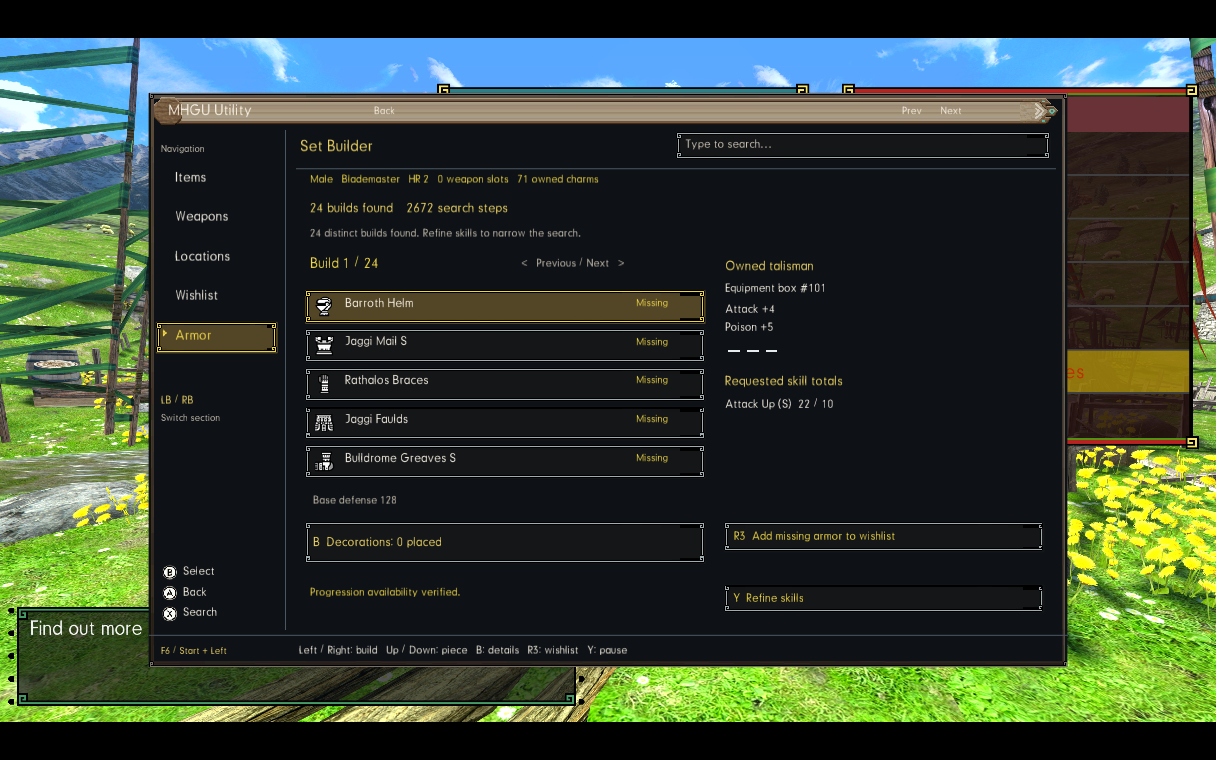 MHGU Utility
Back
Prev Next
Navigation
Items
Weapons
Locations
Wishlist
Armor
LB / RB
Switch section
B Select
A Back
X Search
F6 / Start + Left
Set Builder
Type to search...
Male Blademaster HR 2 0 weapon slots 71 owned charms
24 builds found 2672 search steps
24 distinct builds found. Refine skills to narrow the search.
Build 1 / 24
< Previous / Next >
Barroth Helm Missing
Jaggi Mail S Missing
Rathalos Braces Missing
Jaggi Faulds Missing
Bulldrome Greaves S Missing
Base defense 128
B Decorations: 0 placed
Progression availability verified.
Owned talisman
Equipment box #101
Attack +4
Poison +5
Requested skill totals
Attack Up (S) 22 / 10
R3 Add missing armor to wishlist
Y Refine skills
Left / Right: build Up / Down: piece B: details R3: wishlist Y: pause
Find out more
es